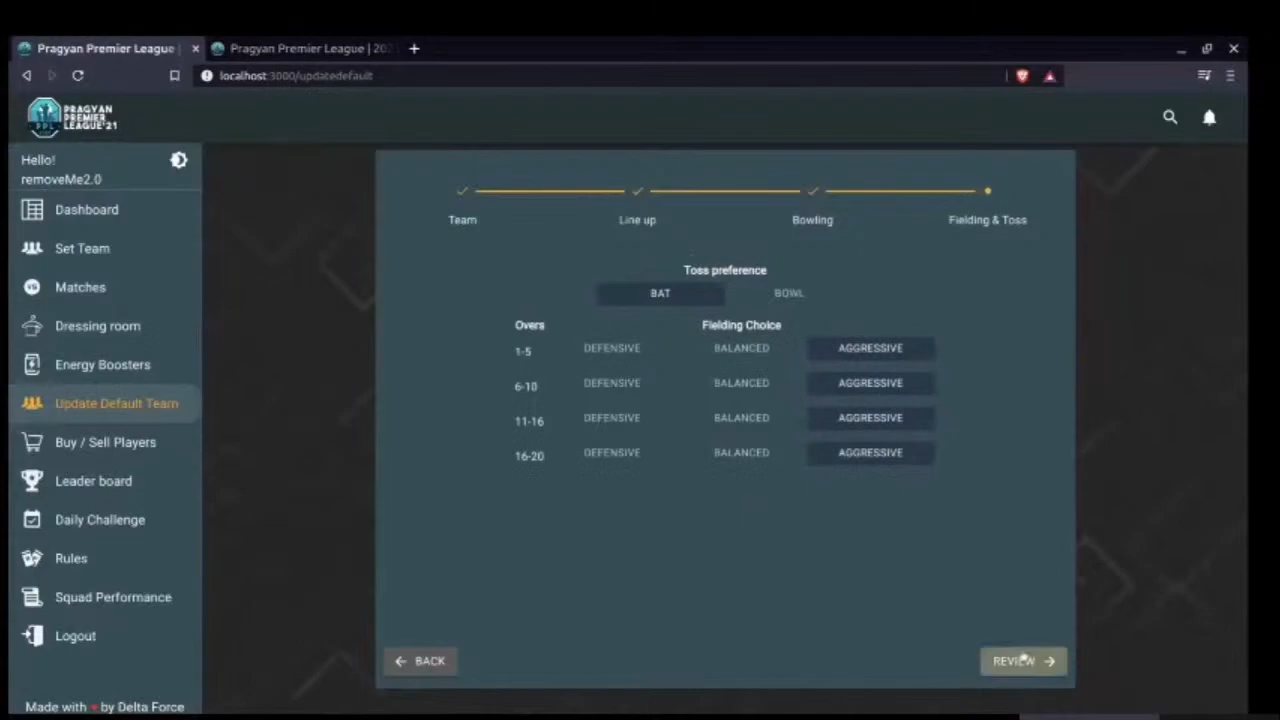 Pragyan Premier League |
Pragyan Premier League | 20
localhost:3000/updatedefault
PRAGYAN
PREMIER
LEAGUE'21
PPL
Hello!
removeMe2.0
Dashboard
Set Team
Matches
Dressing room
Energy Boosters
Update Default Team
Buy / Sell Players
Leader board
Daily Challenge
Rules
Squad Performance
Logout
Made with ♥ by Delta Force
Team
Line up
Bowling
Fielding & Toss
Toss preference
BAT BOWL
Overs Fielding Choice
1-5 DEFENSIVE BALANCED AGGRESSIVE
6-10 DEFENSIVE BALANCED AGGRESSIVE
11-16 DEFENSIVE BALANCED AGGRESSIVE
16-20 DEFENSIVE BALANCED AGGRESSIVE
← BACK
REVIEW →